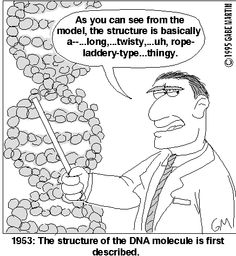 As you can see from the
model, the structure is basically
a--...long,...twisty,...uh, rope-
laddery-type...thingy.
©1995 GABE MARTIN
GM
1953: The structure of the DNA molecule is first
described.